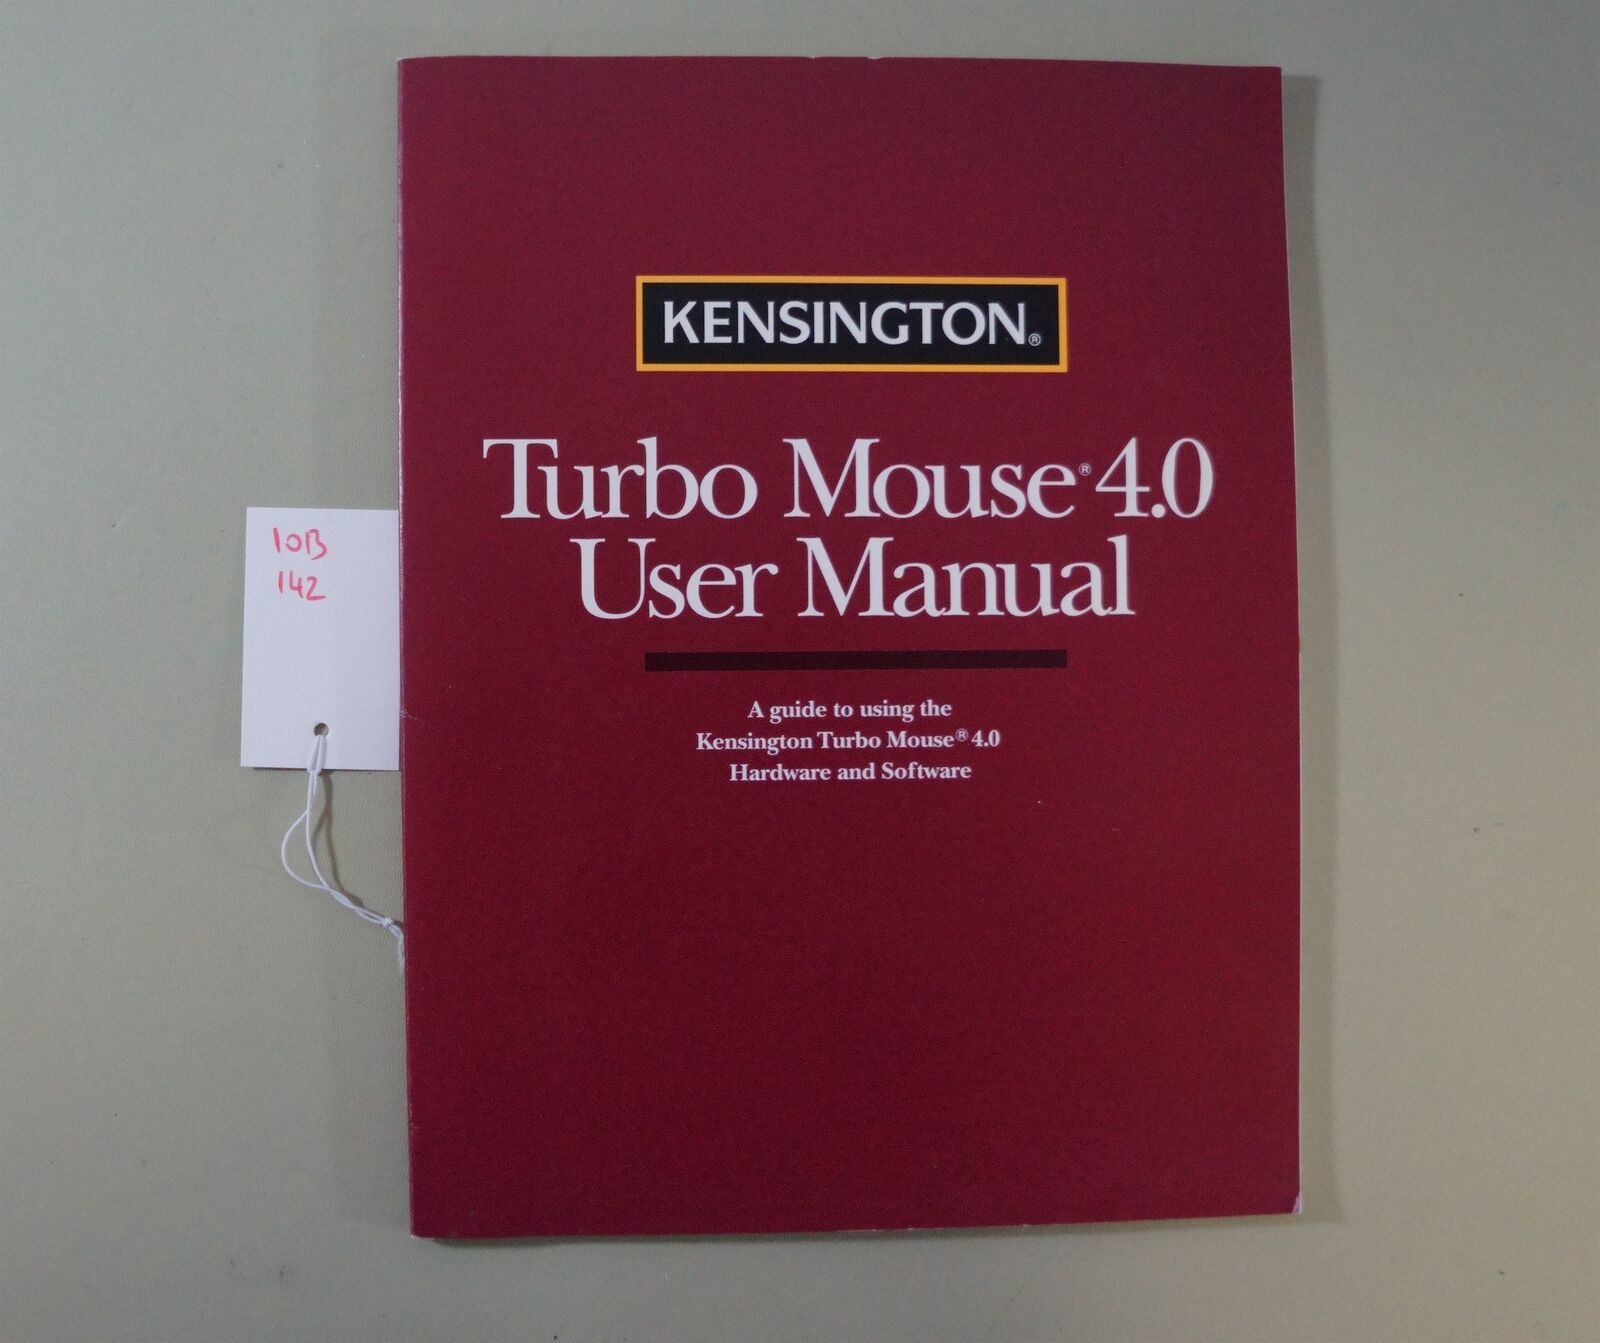 KENSINGTON®
Turbo Mouse® 4.0
User Manual
A guide to using the
Kensington Turbo Mouse® 4.0
Hardware and Software
10B
142